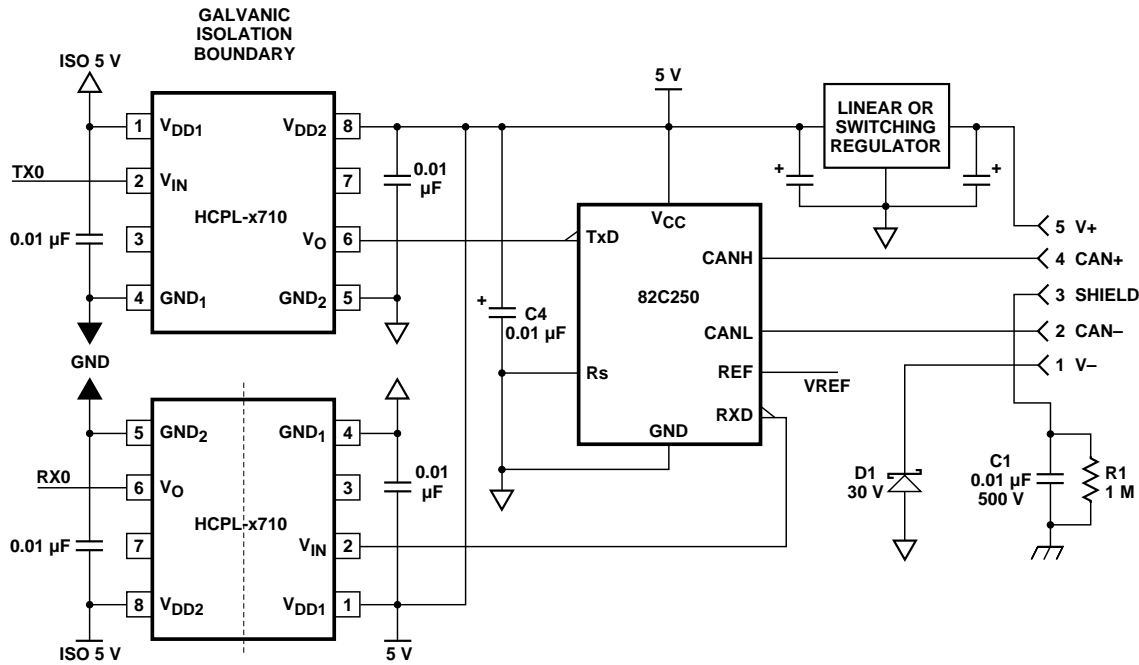 GALVANIC
ISOLATION
BOUNDARY
ISO 5 V
1 VDD1
VDD2 8
TX0
2 VIN
7
HCPL-x710
0.01 µF
3
VO 6
4 GND1
GND2 5
0.01
µF
GND
5 GND2
GND1 4
RX0
6 VO
3
HCPL-x710
0.01 µF
7
VIN 2
8 VDD2
VDD1 1
0.01
µF
ISO 5 V
5 V
5 V
+
C4
0.01 µF
VCC
TxD
CANH
82C250
CANL
Rs
REF
VREF
RXD
GND
LINEAR OR
SWITCHING
REGULATOR
+
+
5 V+
4 CAN+
3 SHIELD
2 CAN–
1 V–
D1
30 V
C1
0.01 µF
500 V
R1
1 M